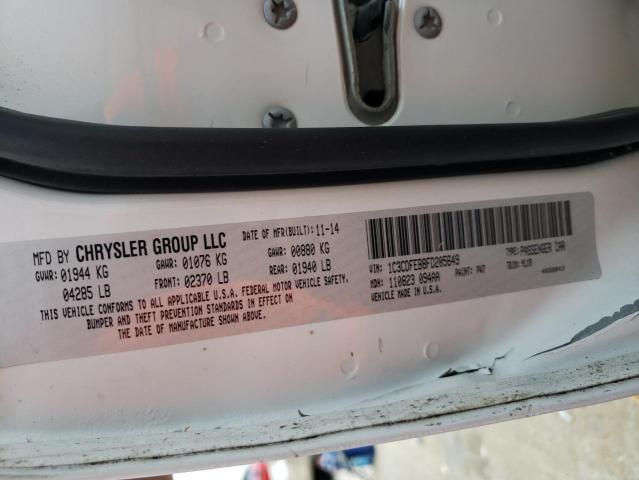 MFD BY CHRYSLER GROUP LLC DATE OF MFR(BUILT): 11-14
GVWR: 01944 KG GAWR: 01076 KG GAWR: 00880 KG
04285 LB FRONT: 02370 LB REAR: 01940 LB
THIS VEHICLE CONFORMS TO ALL APPLICABLE U.S.A. FEDERAL MOTOR VEHICLE SAFETY,
BUMPER AND THEFT PREVENTION STANDARDS IN EFFECT ON
THE DATE OF MANUFACTURE SHOWN ABOVE.
VIN: 1C3CDFEB8FD205649 TYPE: PASSENGER CAR
MDH: 110823 094AA PAINT: PW7 TRIM:
VEHICLE MADE IN U.S.A.